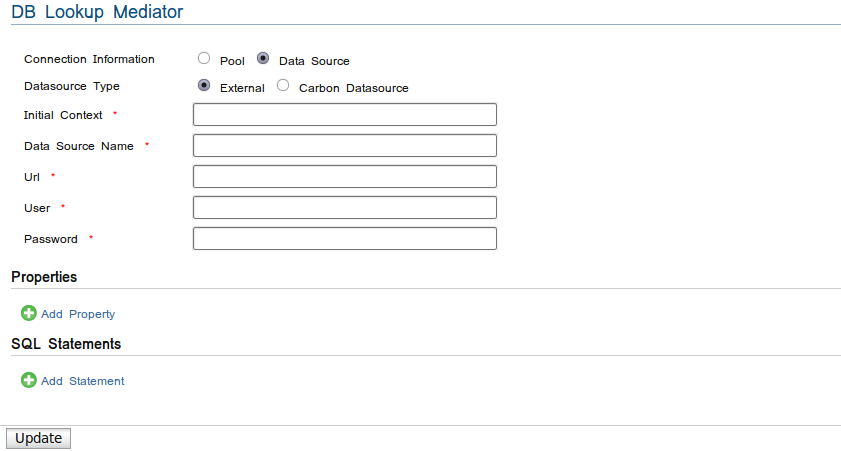 DB Lookup Mediator
Connection Information Pool Data Source
Datasource Type External Carbon Datasource
Initial Context *
Data Source Name *
Url *
User *
Password *
Properties
Add Property
SQL Statements
Add Statement
Update